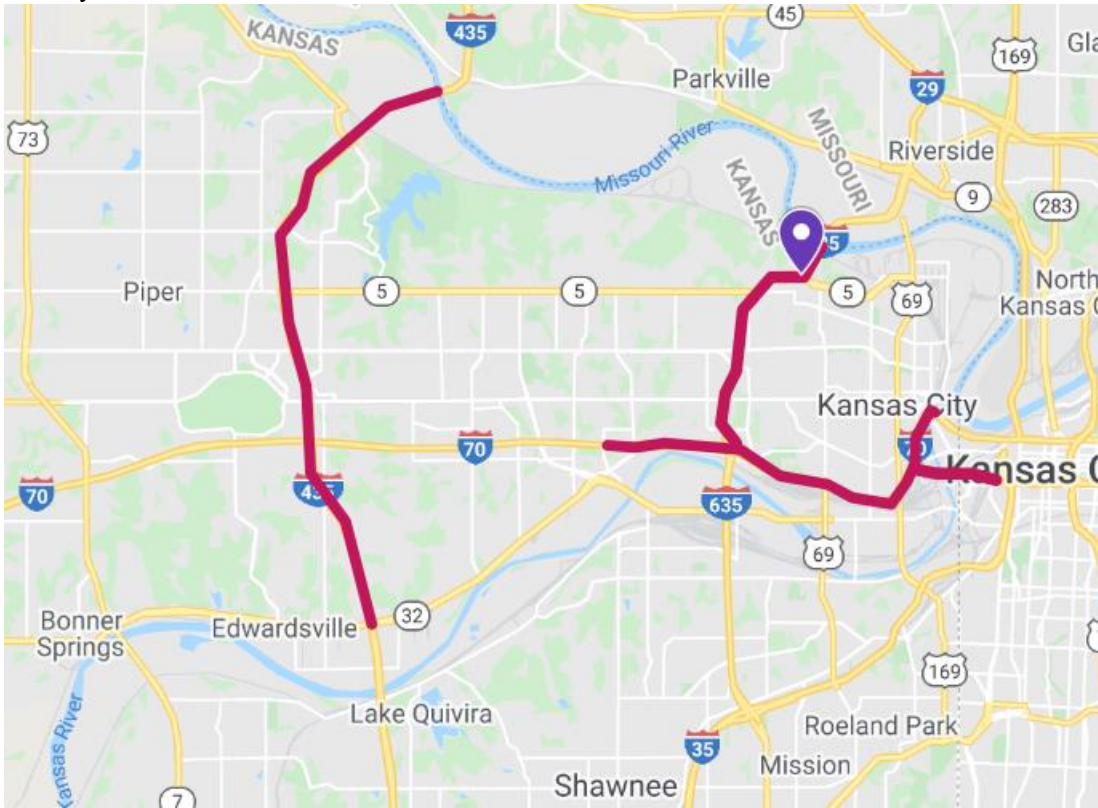 45
KANSAS
435
169
Gla
Parkville
29
73
Missouri River
MISSOURI
Riverside
KANSAS
9
283
5
Piper
5
5
5
69
North
Kansas C
Kansas City
70
70
70
Kansas C
435
635
69
32
Bonner
Springs
Edwardsville
169
Lake Quivira
Roeland Park
Kansas River
35
Mission
Shawnee
7